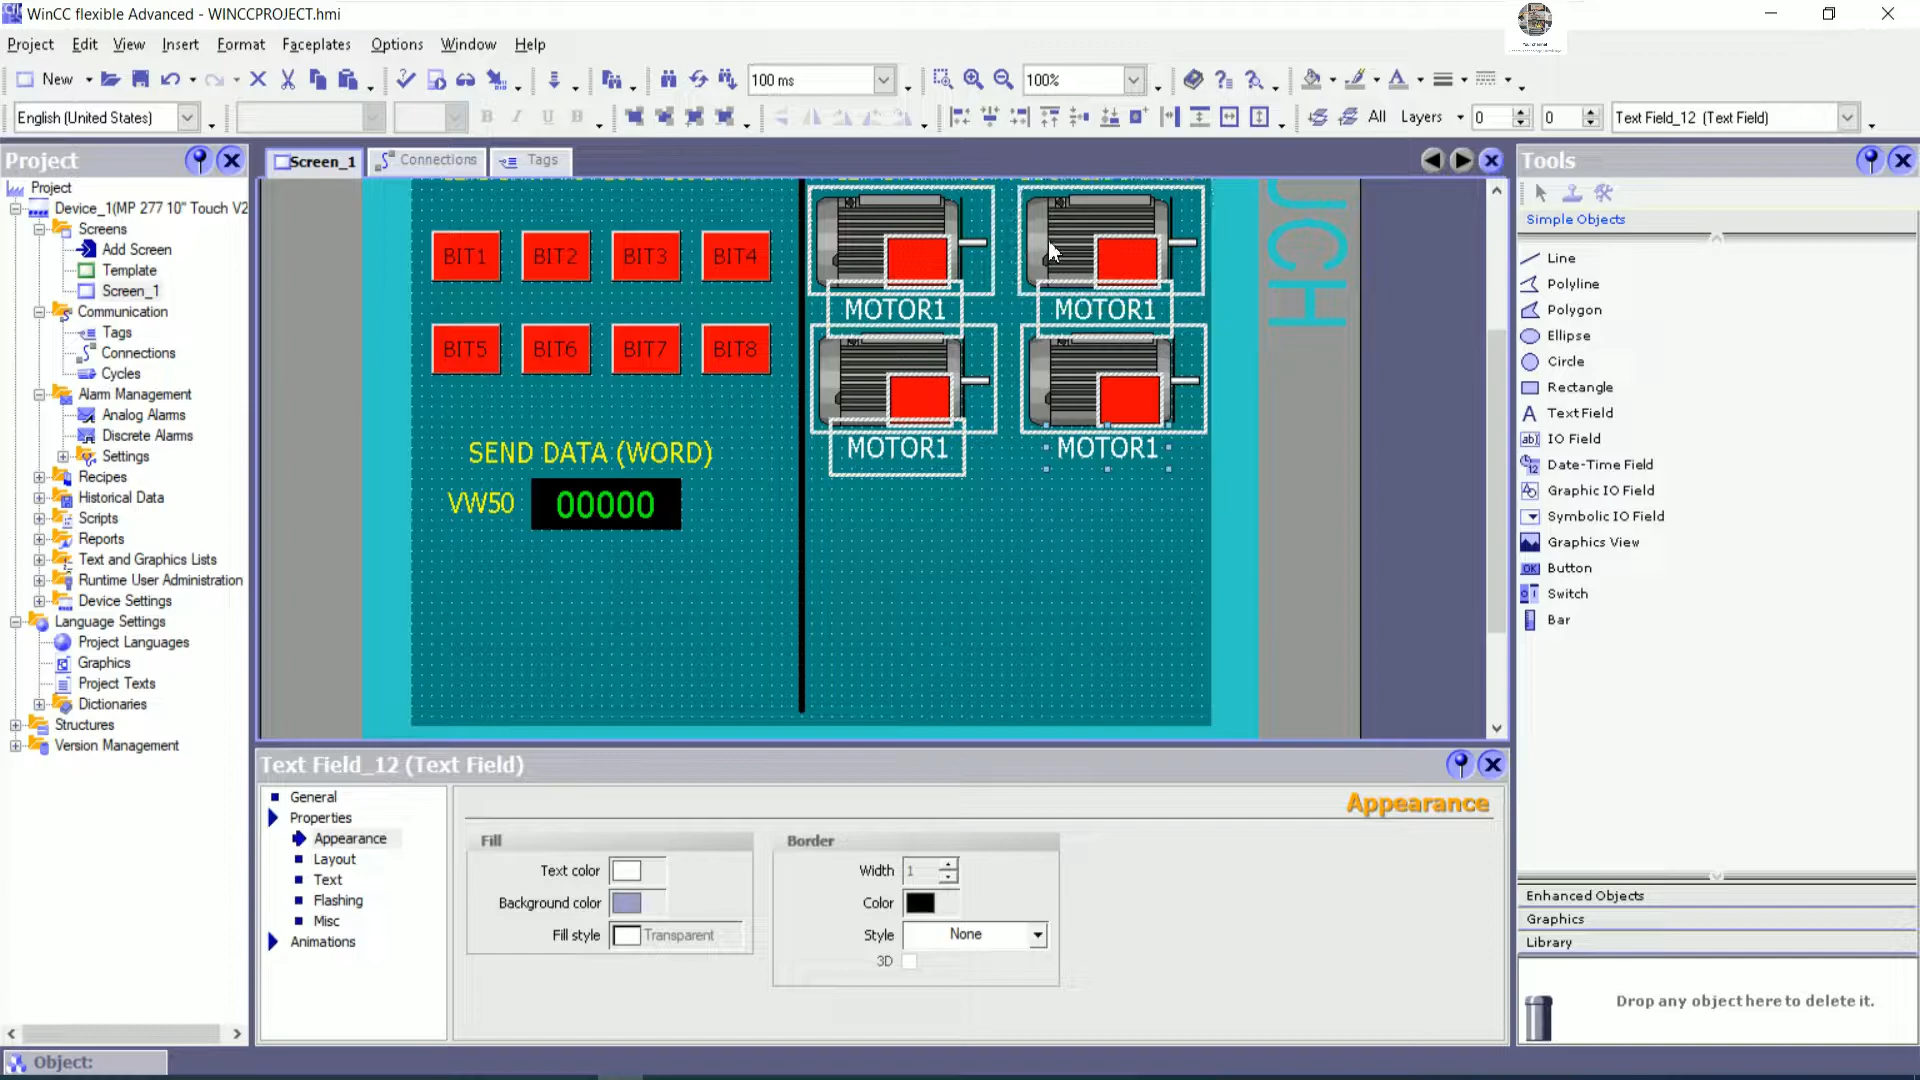 WinCC flexible Advanced - WINCCPROJECT.hmi
Project Edit View Insert Format Faceplates Options Window Help
New 100 ms 100%
English (United States) B I U B All Layers 0 0 Text Field_12 (Text Field)
Project
Project
Device_1(MP 277 10" Touch V2
Screens
Add Screen
Template
Screen_1
Communication
Tags
Connections
Cycles
Alarm Management
Analog Alarms
Discrete Alarms
Settings
Recipes
Historical Data
Scripts
Reports
Text and Graphics Lists
Runtime User Administration
Device Settings
Language Settings
Project Languages
Graphics
Project Texts
Dictionaries
Structures
Version Management
Screen_1 Connections Tags
BIT1 BIT2 BIT3 BIT4
BIT5 BIT6 BIT7 BIT8
SEND DATA (WORD)
VW50 00000
MOTOR1 MOTOR1
MOTOR1 MOTOR1
UCH
Text Field_12 (Text Field)
General
Properties
Appearance
Layout
Text
Flashing
Misc
Animations
Appearance
Fill
Text color
Background color
Fill style Transparent
Border
Width 1
Color
Style None
3D
Tools
Simple Objects
Line
Polyline
Polygon
Ellipse
Circle
Rectangle
Text Field
IO Field
Date-Time Field
Graphic IO Field
Symbolic IO Field
Graphics View
Button
Switch
Bar
Enhanced Objects
Graphics
Library
Drop any object here to delete it.
Object: